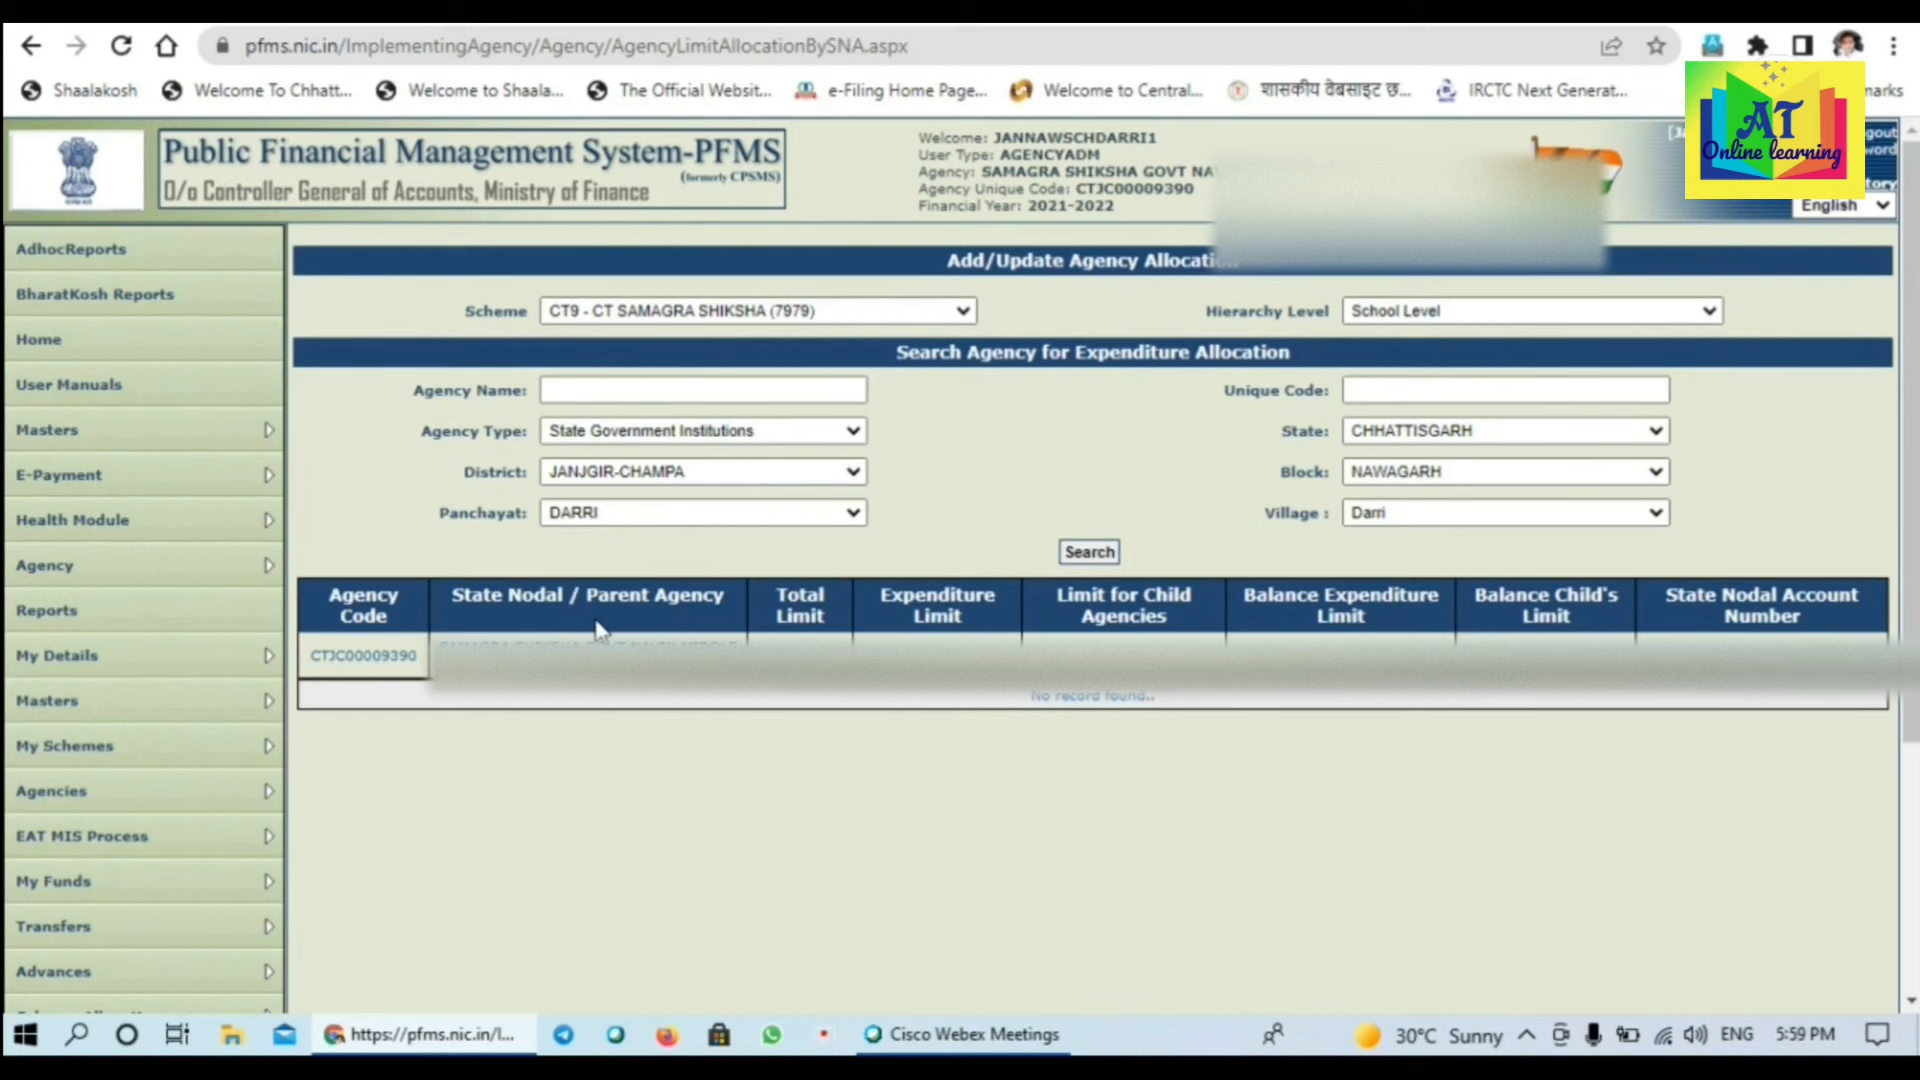 pfms.nic.in/ImplementingAgency/Agency/AgencyLimitAllocationBySNA.aspx
Shaalakosh
Welcome To Chhatt...
Welcome to Shaala...
The Official Websit...
e-Filing Home Page...
Welcome to Central...
शासकीय वेबसाइट छ...
IRCTC Next Generat...
AT
Online learning
Public Financial Management System-PFMS
(formerly CPSMS)
O/o Controller General of Accounts, Ministry of Finance
Welcome: JANNAWSCHDARRI1
User Type: AGENCYADM
Agency: SAMAGRA SHIKSHA GOVT NA
Agency Unique Code: CTJC00009390
Financial Year: 2021-2022
English
AdhocReports
BharatKosh Reports
Home
User Manuals
Masters
E-Payment
Health Module
Agency
Reports
My Details
Masters
My Schemes
Agencies
EAT MIS Process
My Funds
Transfers
Advances
Add/Update Agency Allocati
Scheme CT9 - CT SAMAGRA SHIKSHA (7979) Hierarchy Level School Level
Search Agency for Expenditure Allocation
Agency Name: Unique Code:
Agency Type: State Government Institutions State: CHHATTISGARH
District: JANJGIR-CHAMPA Block: NAWAGARH
Panchayat: DARRI Village : Darri
Search
Agency Code State Nodal / Parent Agency Total Limit Expenditure Limit Limit for Child Agencies Balance Expenditure Limit Balance Child's Limit State Nodal Account Number
CTJC00009390
No record found..
https://pfms.nic.in/I...
Cisco Webex Meetings
30°C Sunny
ENG
5:59 PM